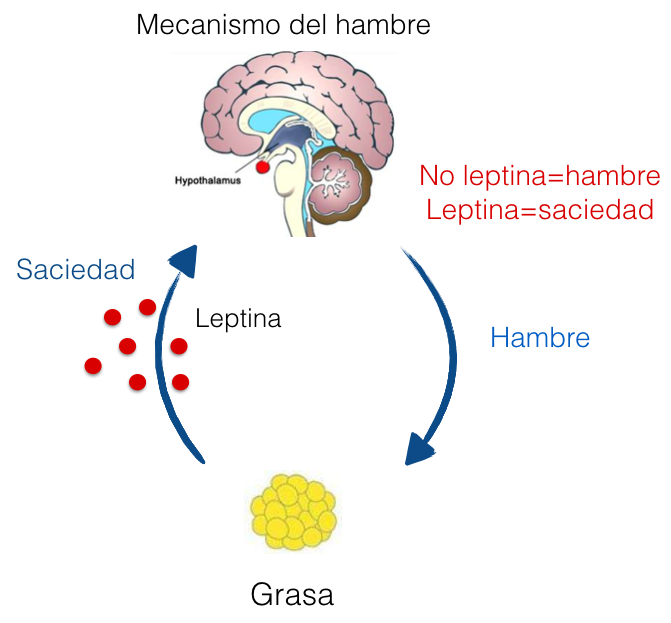 Mecanismo del hambre
Hypothalamus
No leptina=hambre
Leptina=saciedad
Saciedad
Leptina
Hambre
Grasa